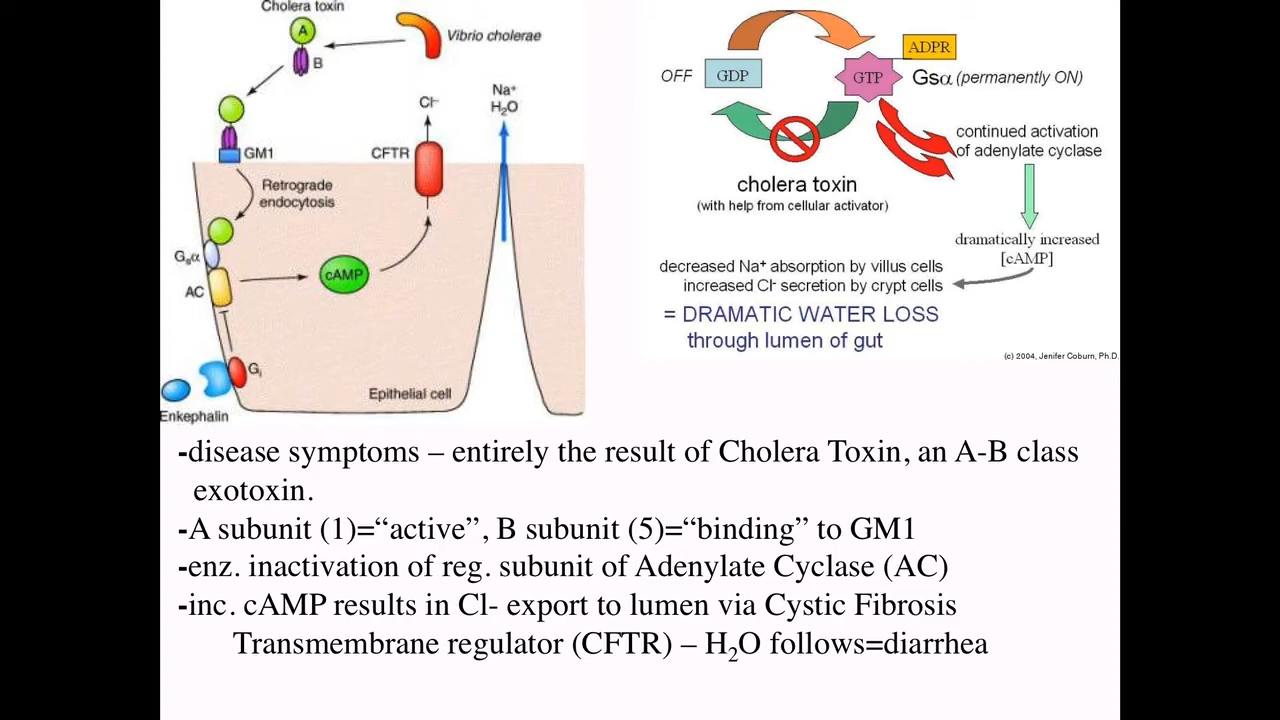 Cholera toxin
A
B
Vibrio cholerae
GM1
Retrograde
endocytosis
CFTR
Cl⁻
Na⁺
H₂O
Gₛα
AC
cAMP
Gᵢ
Enkephalin
Epithelial cell
OFF
GDP
GTP
ADPR
Gsα (permanently ON)
continued activation
of adenylate cyclase
cholera toxin
(with help from cellular activator)
dramatically increased
[cAMP]
decreased Na⁺ absorption by villus cells
increased Cl⁻ secretion by crypt cells
= DRAMATIC WATER LOSS
through lumen of gut
(c) 2004, Jenifer Coburn, Ph.D.
-disease symptoms – entirely the result of Cholera Toxin, an A-B class
exotoxin.
-A subunit (1)=“active”, B subunit (5)=“binding” to GM1
-enz. inactivation of reg. subunit of Adenylate Cyclase (AC)
-inc. cAMP results in Cl- export to lumen via Cystic Fibrosis
Transmembrane regulator (CFTR) – H₂O follows=diarrhea